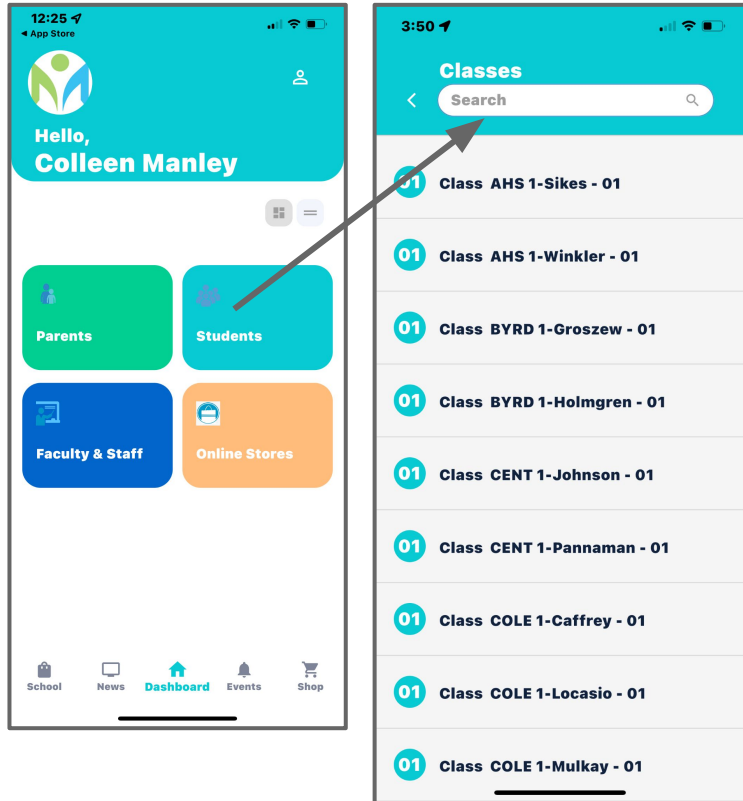 12:25
◀ App Store
Hello,
Colleen Manley
Parents
Students
Faculty & Staff
Online Stores
School
News
Dashboard
Events
Shop
3:50
Classes
Search
01 Class AHS 1-Sikes - 01
01 Class AHS 1-Winkler - 01
01 Class BYRD 1-Groszew - 01
01 Class BYRD 1-Holmgren - 01
01 Class CENT 1-Johnson - 01
01 Class CENT 1-Pannaman - 01
01 Class COLE 1-Caffrey - 01
01 Class COLE 1-Locasio - 01
01 Class COLE 1-Mulkay - 01